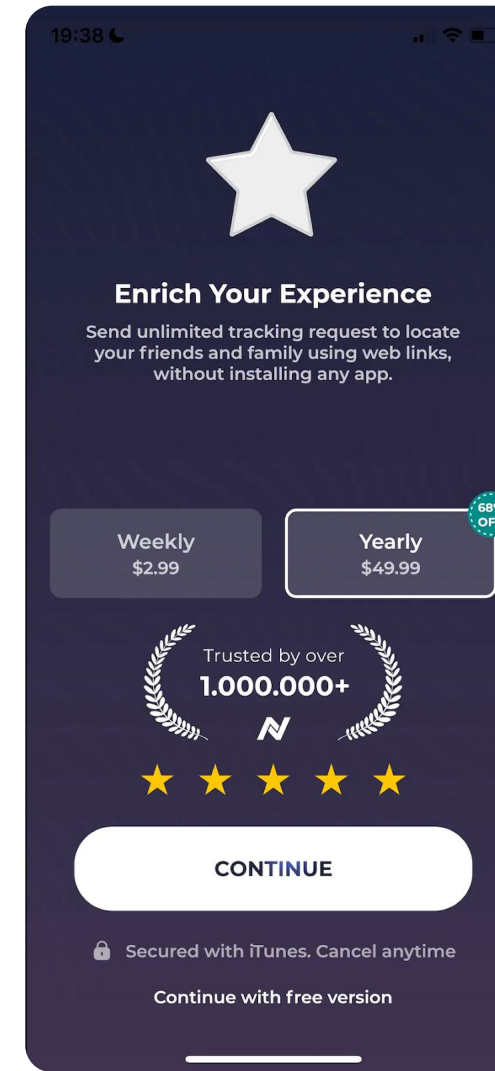 19:38
Enrich Your Experience
Send unlimited tracking request to locate
your friends and family using web links,
without installing any app.
68
OF
Weekly
Yearly
$2.99
$49.99
Trusted by over
1.000.000+
CONTINUE
Secured with iTunes. Cancel anytime
Continue with free version